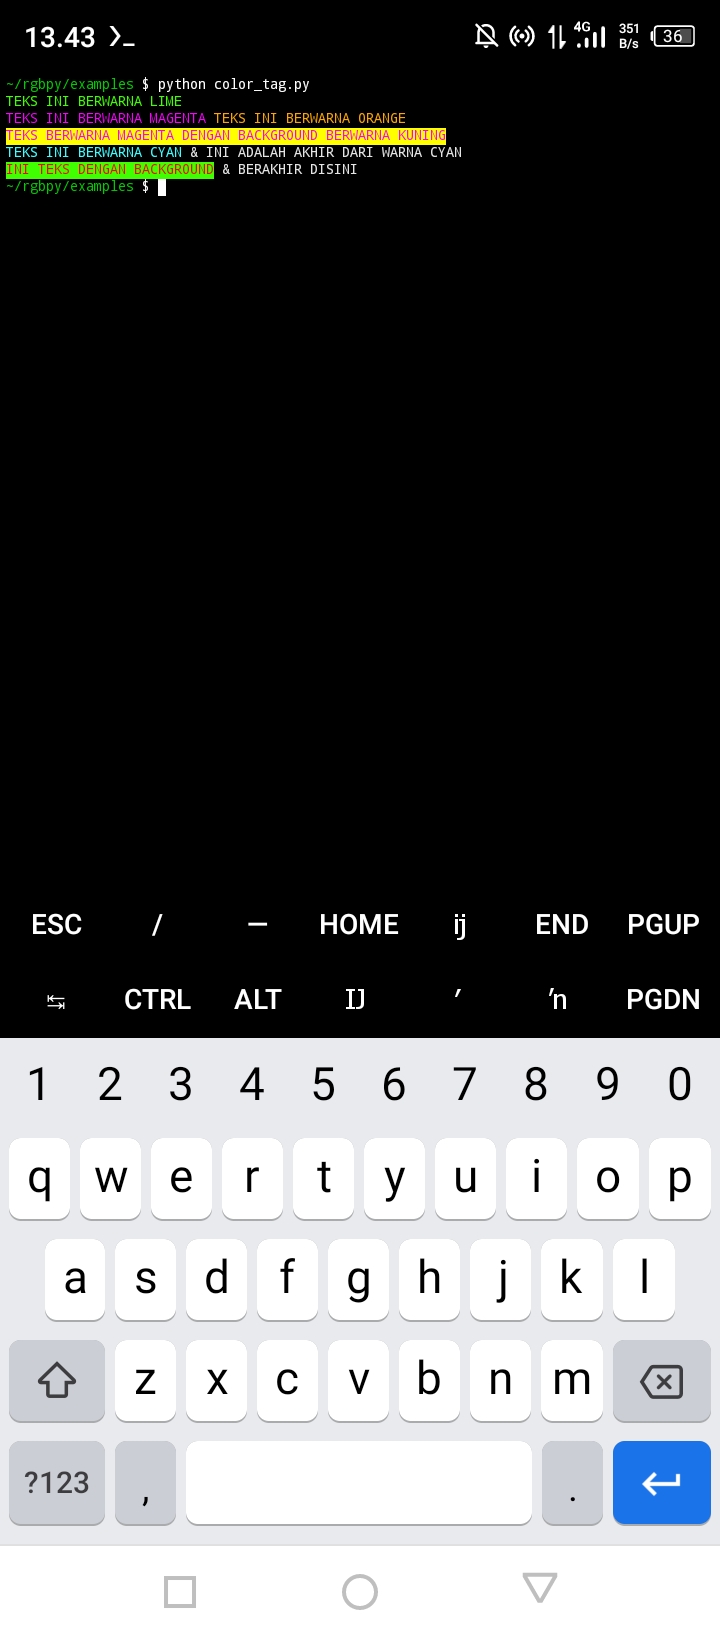 13.43 4G 351 B/s 36
~/rgbpy/examples $ python color_tag.py
TEKS INI BERWARNA LIME
TEKS INI BERWARNA MAGENTA TEKS INI BERWARNA ORANGE
TEKS BERWARNA MAGENTA DENGAN BACKGROUND BERWARNA KUNING
TEKS INI BERWARNA CYAN & INI ADALAH AKHIR DARI WARNA CYAN
INI TEKS DENGAN BACKGROUND & BERAKHIR DISINI
~/rgbpy/examples $
ESC / — HOME ĳ END PGUP
↹ CTRL ALT Ĳ ′ ŉ PGDN
1 2 3 4 5 6 7 8 9 0
q w e r t y u i o p
a s d f g h j k l
z x c v b n m
?123 , .